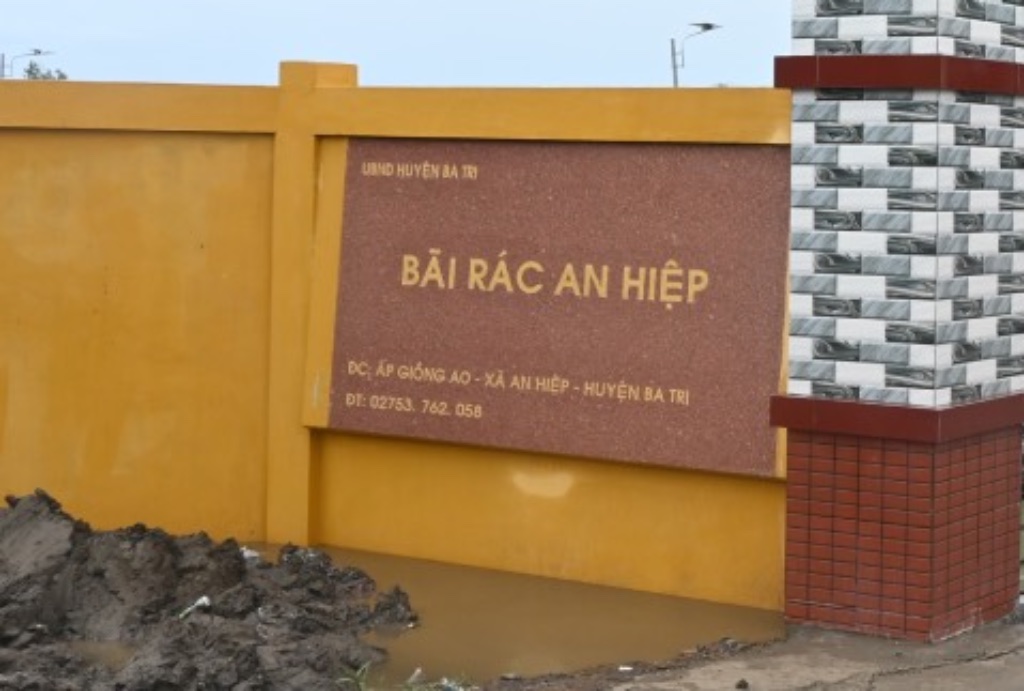 UBND HUYỆN BA TRI
BÃI RÁC AN HIỆP
ĐC: ẤP GIỒNG AO - XÃ AN HIỆP - HUYỆN BA TRI
ĐT: 02753. 762. 058